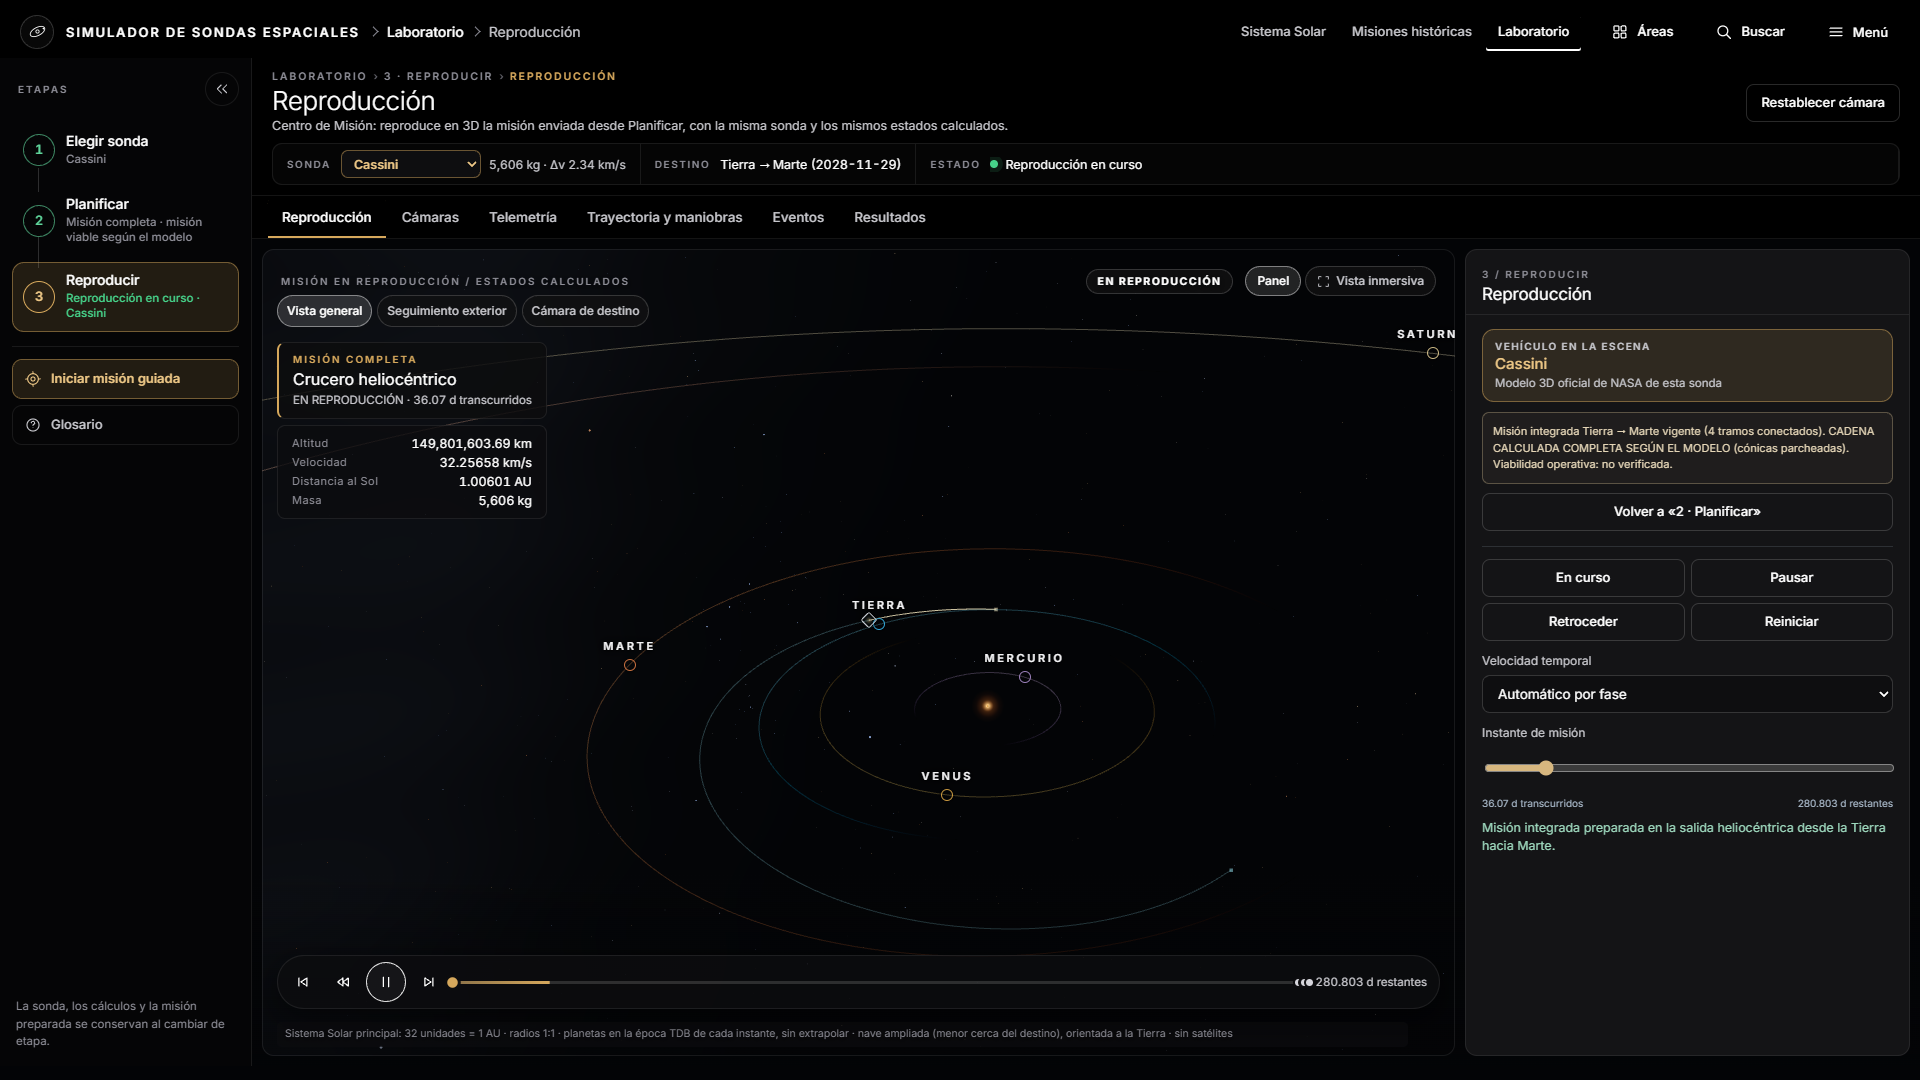 SIMULADOR DE SONDAS ESPACIALES > Laboratorio > Reproducción
Sistema Solar
Misiones históricas
Laboratorio
Áreas
Buscar
Menú
ETAPAS
1
Elegir sonda
Cassini
2
Planificar
Misión completa · misión
viable según el modelo
3
Reproducir
Reproducción en curso ·
Cassini
Iniciar misión guiada
Glosario
La sonda, los cálculos y la misión
preparada se conservan al cambiar de
etapa.
LABORATORIO › 3 · REPRODUCIR › REPRODUCCIÓN
Reproducción
Centro de Misión: reproduce en 3D la misión enviada desde Planificar, con la misma sonda y los mismos estados calculados.
Restablecer cámara
SONDA
Cassini
5,606 kg · Δv 2.34 km/s
DESTINO
Tierra → Marte (2028-11-29)
ESTADO
Reproducción en curso
Reproducción
Cámaras
Telemetría
Trayectoria y maniobras
Eventos
Resultados
MISIÓN EN REPRODUCCIÓN / ESTADOS CALCULADOS
EN REPRODUCCIÓN
Panel
Vista inmersiva
Vista general
Seguimiento exterior
Cámara de destino
MISIÓN COMPLETA
Crucero heliocéntrico
EN REPRODUCCIÓN · 36.07 d transcurridos
Altitud 149,801,603.69 km
Velocidad 32.25658 km/s
Distancia al Sol 1.00601 AU
Masa 5,606 kg
SATURN
TIERRA
MARTE
MERCURIO
VENUS
280.803 d restantes
Sistema Solar principal: 32 unidades = 1 AU · radios 1:1 · planetas en la época TDB de cada instante, sin extrapolar · nave ampliada (menor cerca del destino), orientada a la Tierra · sin satélites
3 / REPRODUCIR
Reproducción
VEHÍCULO EN LA ESCENA
Cassini
Modelo 3D oficial de NASA de esta sonda
Misión integrada Tierra → Marte vigente (4 tramos conectados). CADENA
CALCULADA COMPLETA SEGÚN EL MODELO (cónicas parcheadas).
Viabilidad operativa: no verificada.
Volver a «2 · Planificar»
En curso
Pausar
Retroceder
Reiniciar
Velocidad temporal
Automático por fase
Instante de misión
36.07 d transcurridos
280.803 d restantes
Misión integrada preparada en la salida heliocéntrica desde la Tierra
hacia Marte.